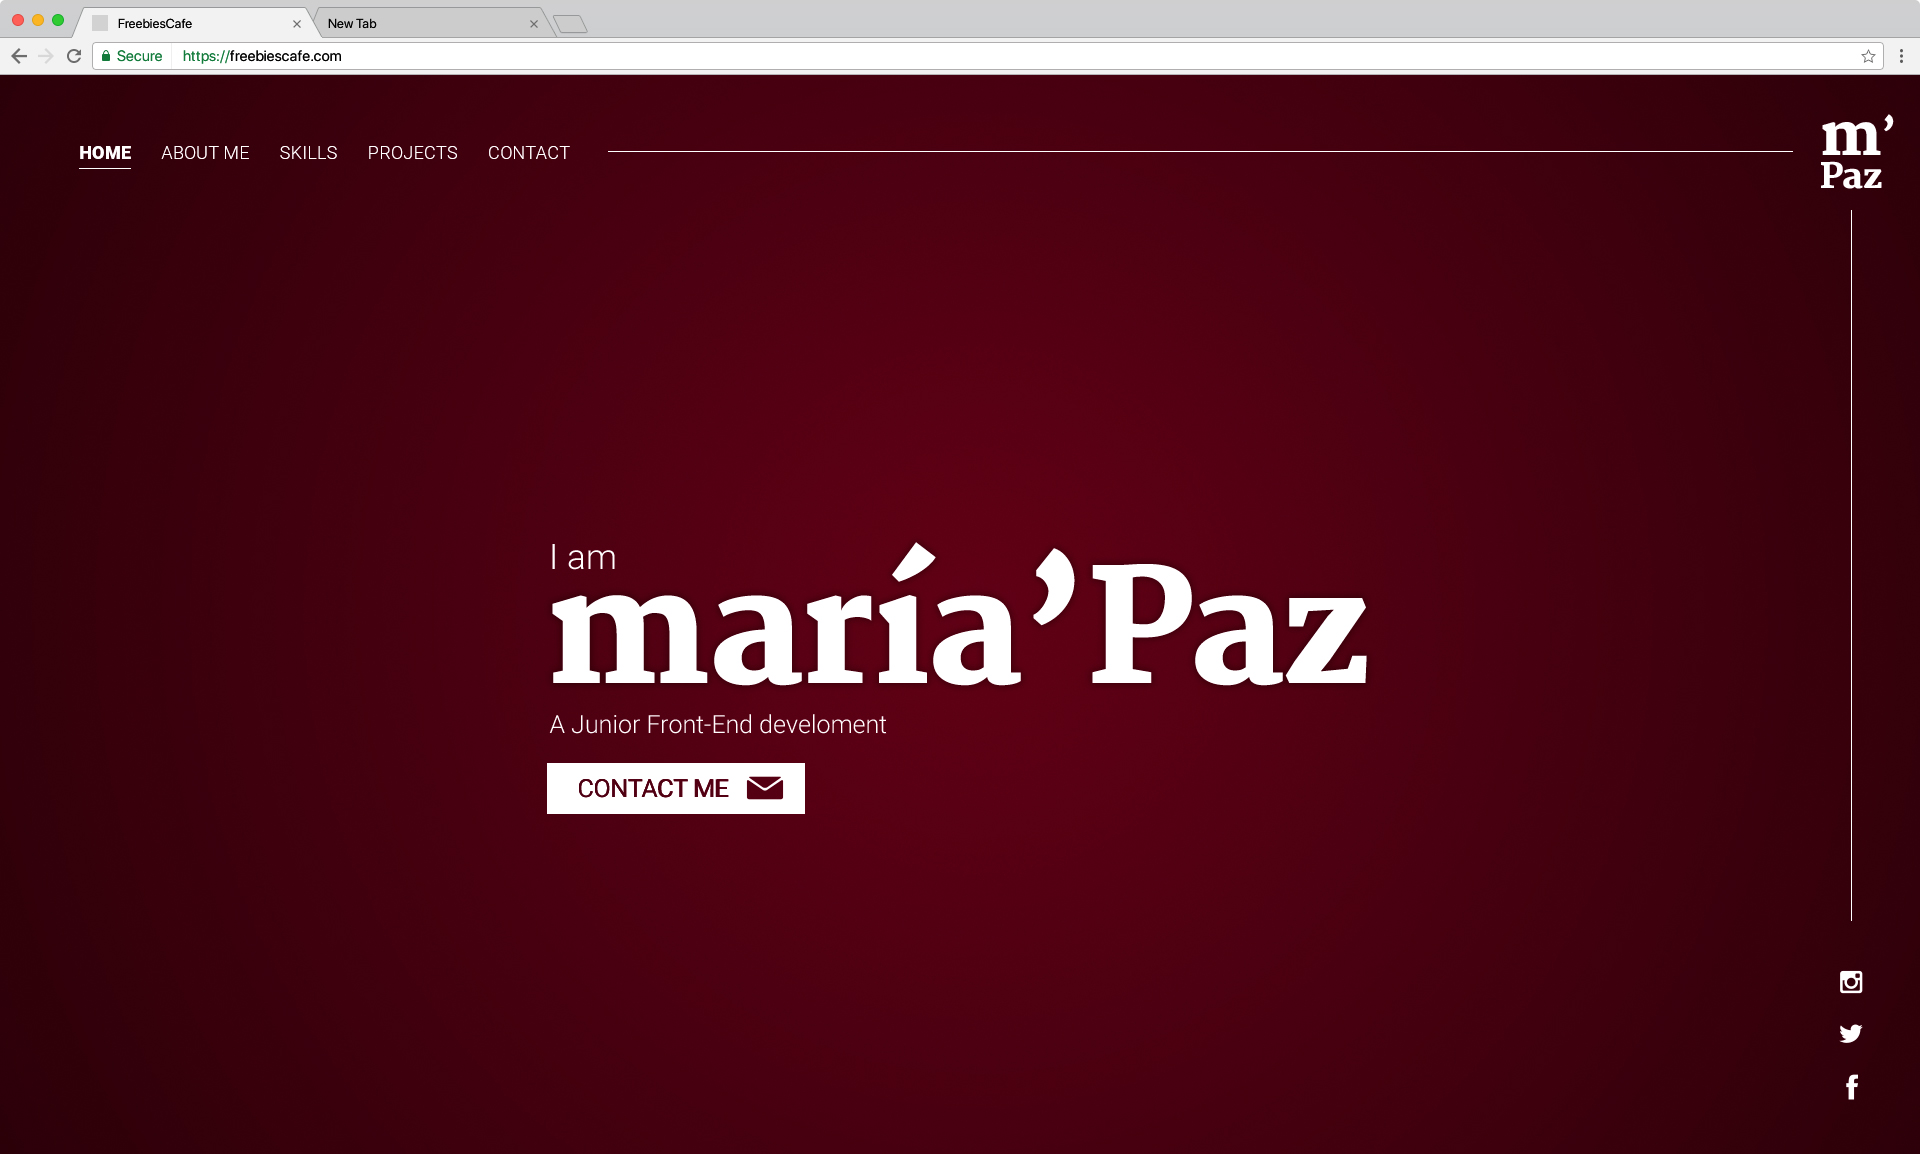 FreebiesCafe
New Tab
Secure https://freebiescafe.com
HOME ABOUT ME SKILLS PROJECTS CONTACT
m’
Paz
I am
maría’Paz
A Junior Front-End develoment
CONTACT ME